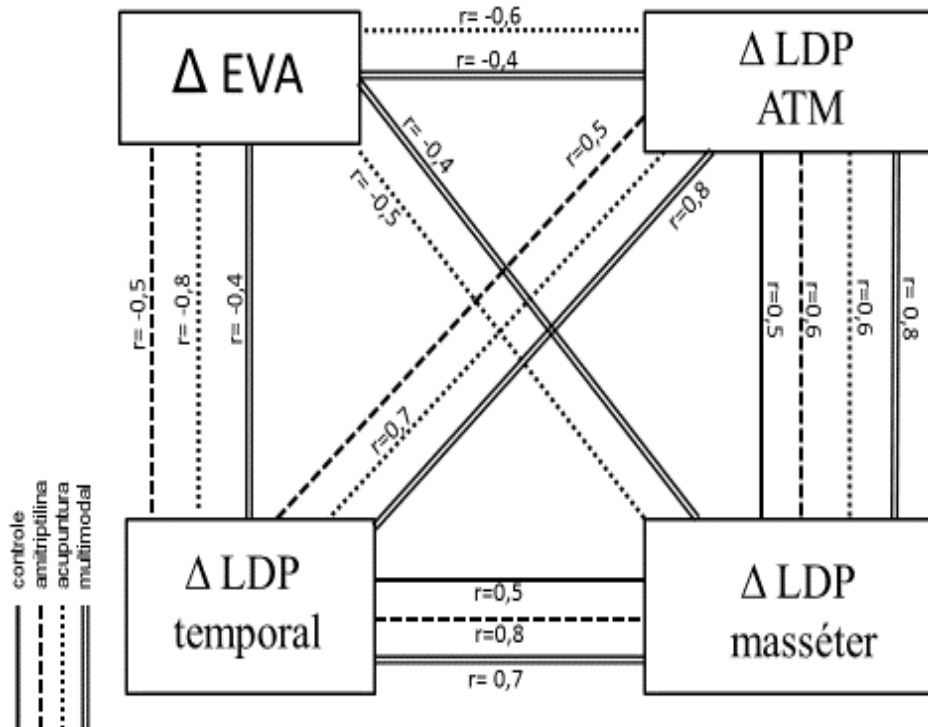 r= -0,6
Δ EVA
r= -0,4
Δ LDP
ATM
r= -0,4
r= -0,5
r=0,5
r=0,8
r= -0,5
r= -0,8
r= -0,4
r=0,5
r=0,6
r=0,6
r= 0,8
r=0,7
Δ LDP
temporal
r=0,5
r=0,8
r= 0,7
Δ LDP
masséter
controle
amitriptilina
acupuntura
multimodal